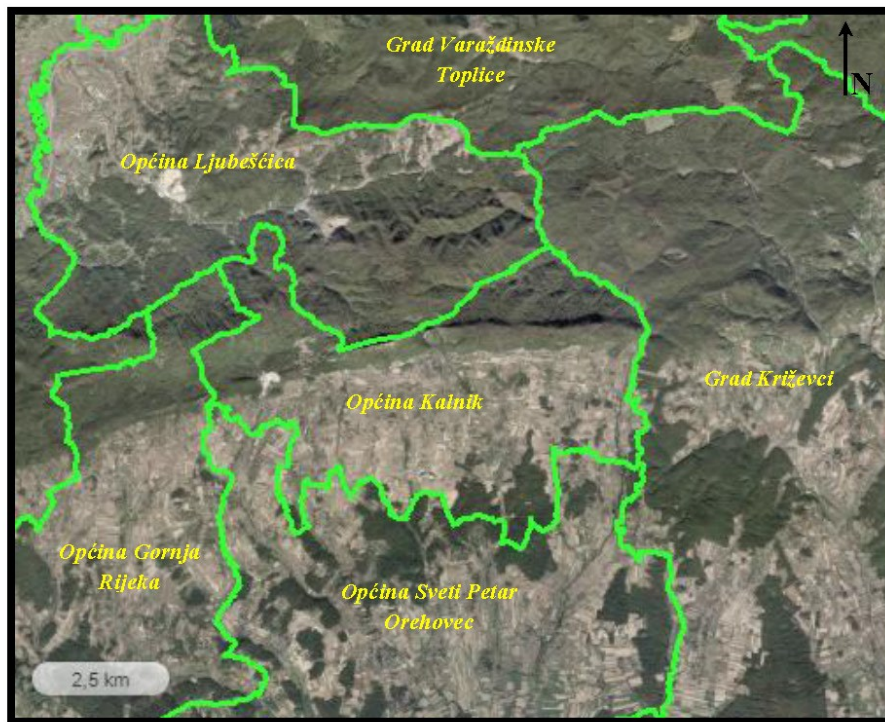 Grad Varaždinske
Toplice
N
Općina Ljubešćica
Grad Križevci
Općina Kalnik
Općina Gornja
Rijeka
Općina Sveti Petar
Orehovec
2,5 km